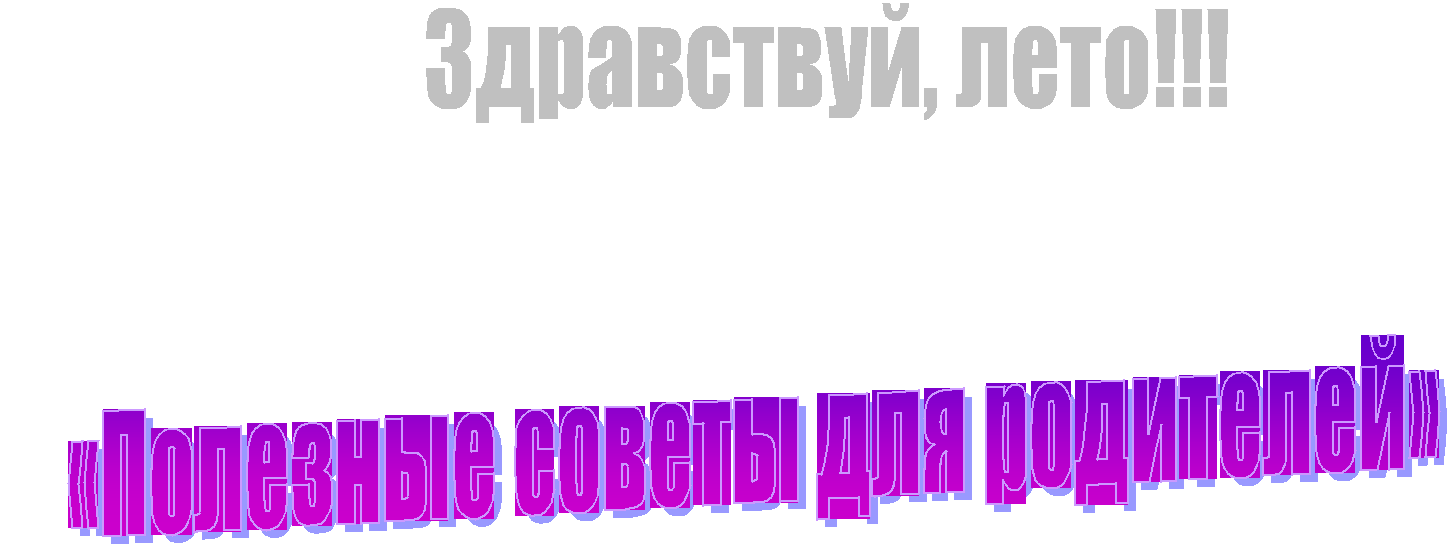 Здравствуй, лето!!!
«Полезные советы для родителей»